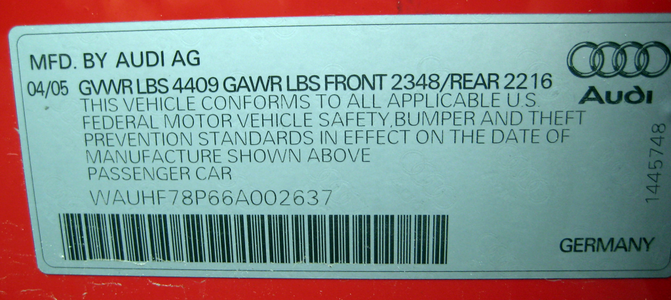 MFD. BY AUDI AG
04/05 GVWR LBS 4409 GAWR LBS FRONT 2348/REAR 2216
THIS VEHICLE CONFORMS TO ALL APPLICABLE U.S.
FEDERAL MOTOR VEHICLE SAFETY, BUMPER AND THEFT
PREVENTION STANDARDS IN EFFECT ON THE DATE OF
MANUFACTURE SHOWN ABOVE
PASSENGER CAR
WAUHF78P66A002637
Audi
1445748
GERMANY